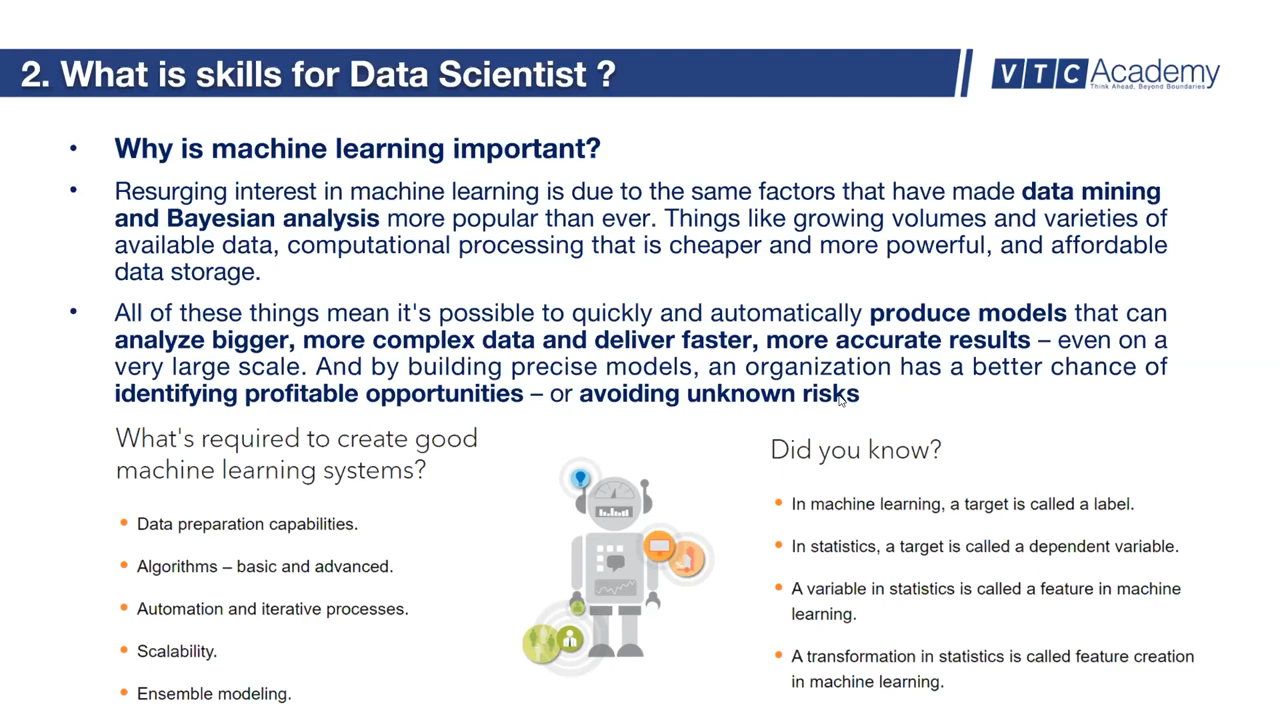 2. What is skills for Data Scientist ?
VTC Academy
Think Ahead, Beyond Boundaries
• Why is machine learning important?
• Resurging interest in machine learning is due to the same factors that have made data mining
and Bayesian analysis more popular than ever. Things like growing volumes and varieties of
available data, computational processing that is cheaper and more powerful, and affordable
data storage.
• All of these things mean it's possible to quickly and automatically produce models that can
analyze bigger, more complex data and deliver faster, more accurate results – even on a
very large scale. And by building precise models, an organization has a better chance of
identifying profitable opportunities – or avoiding unknown risks
What's required to create good
machine learning systems?
• Data preparation capabilities.
• Algorithms – basic and advanced.
• Automation and iterative processes.
• Scalability.
• Ensemble modeling.
Did you know?
• In machine learning, a target is called a label.
• In statistics, a target is called a dependent variable.
• A variable in statistics is called a feature in machine
learning.
• A transformation in statistics is called feature creation
in machine learning.